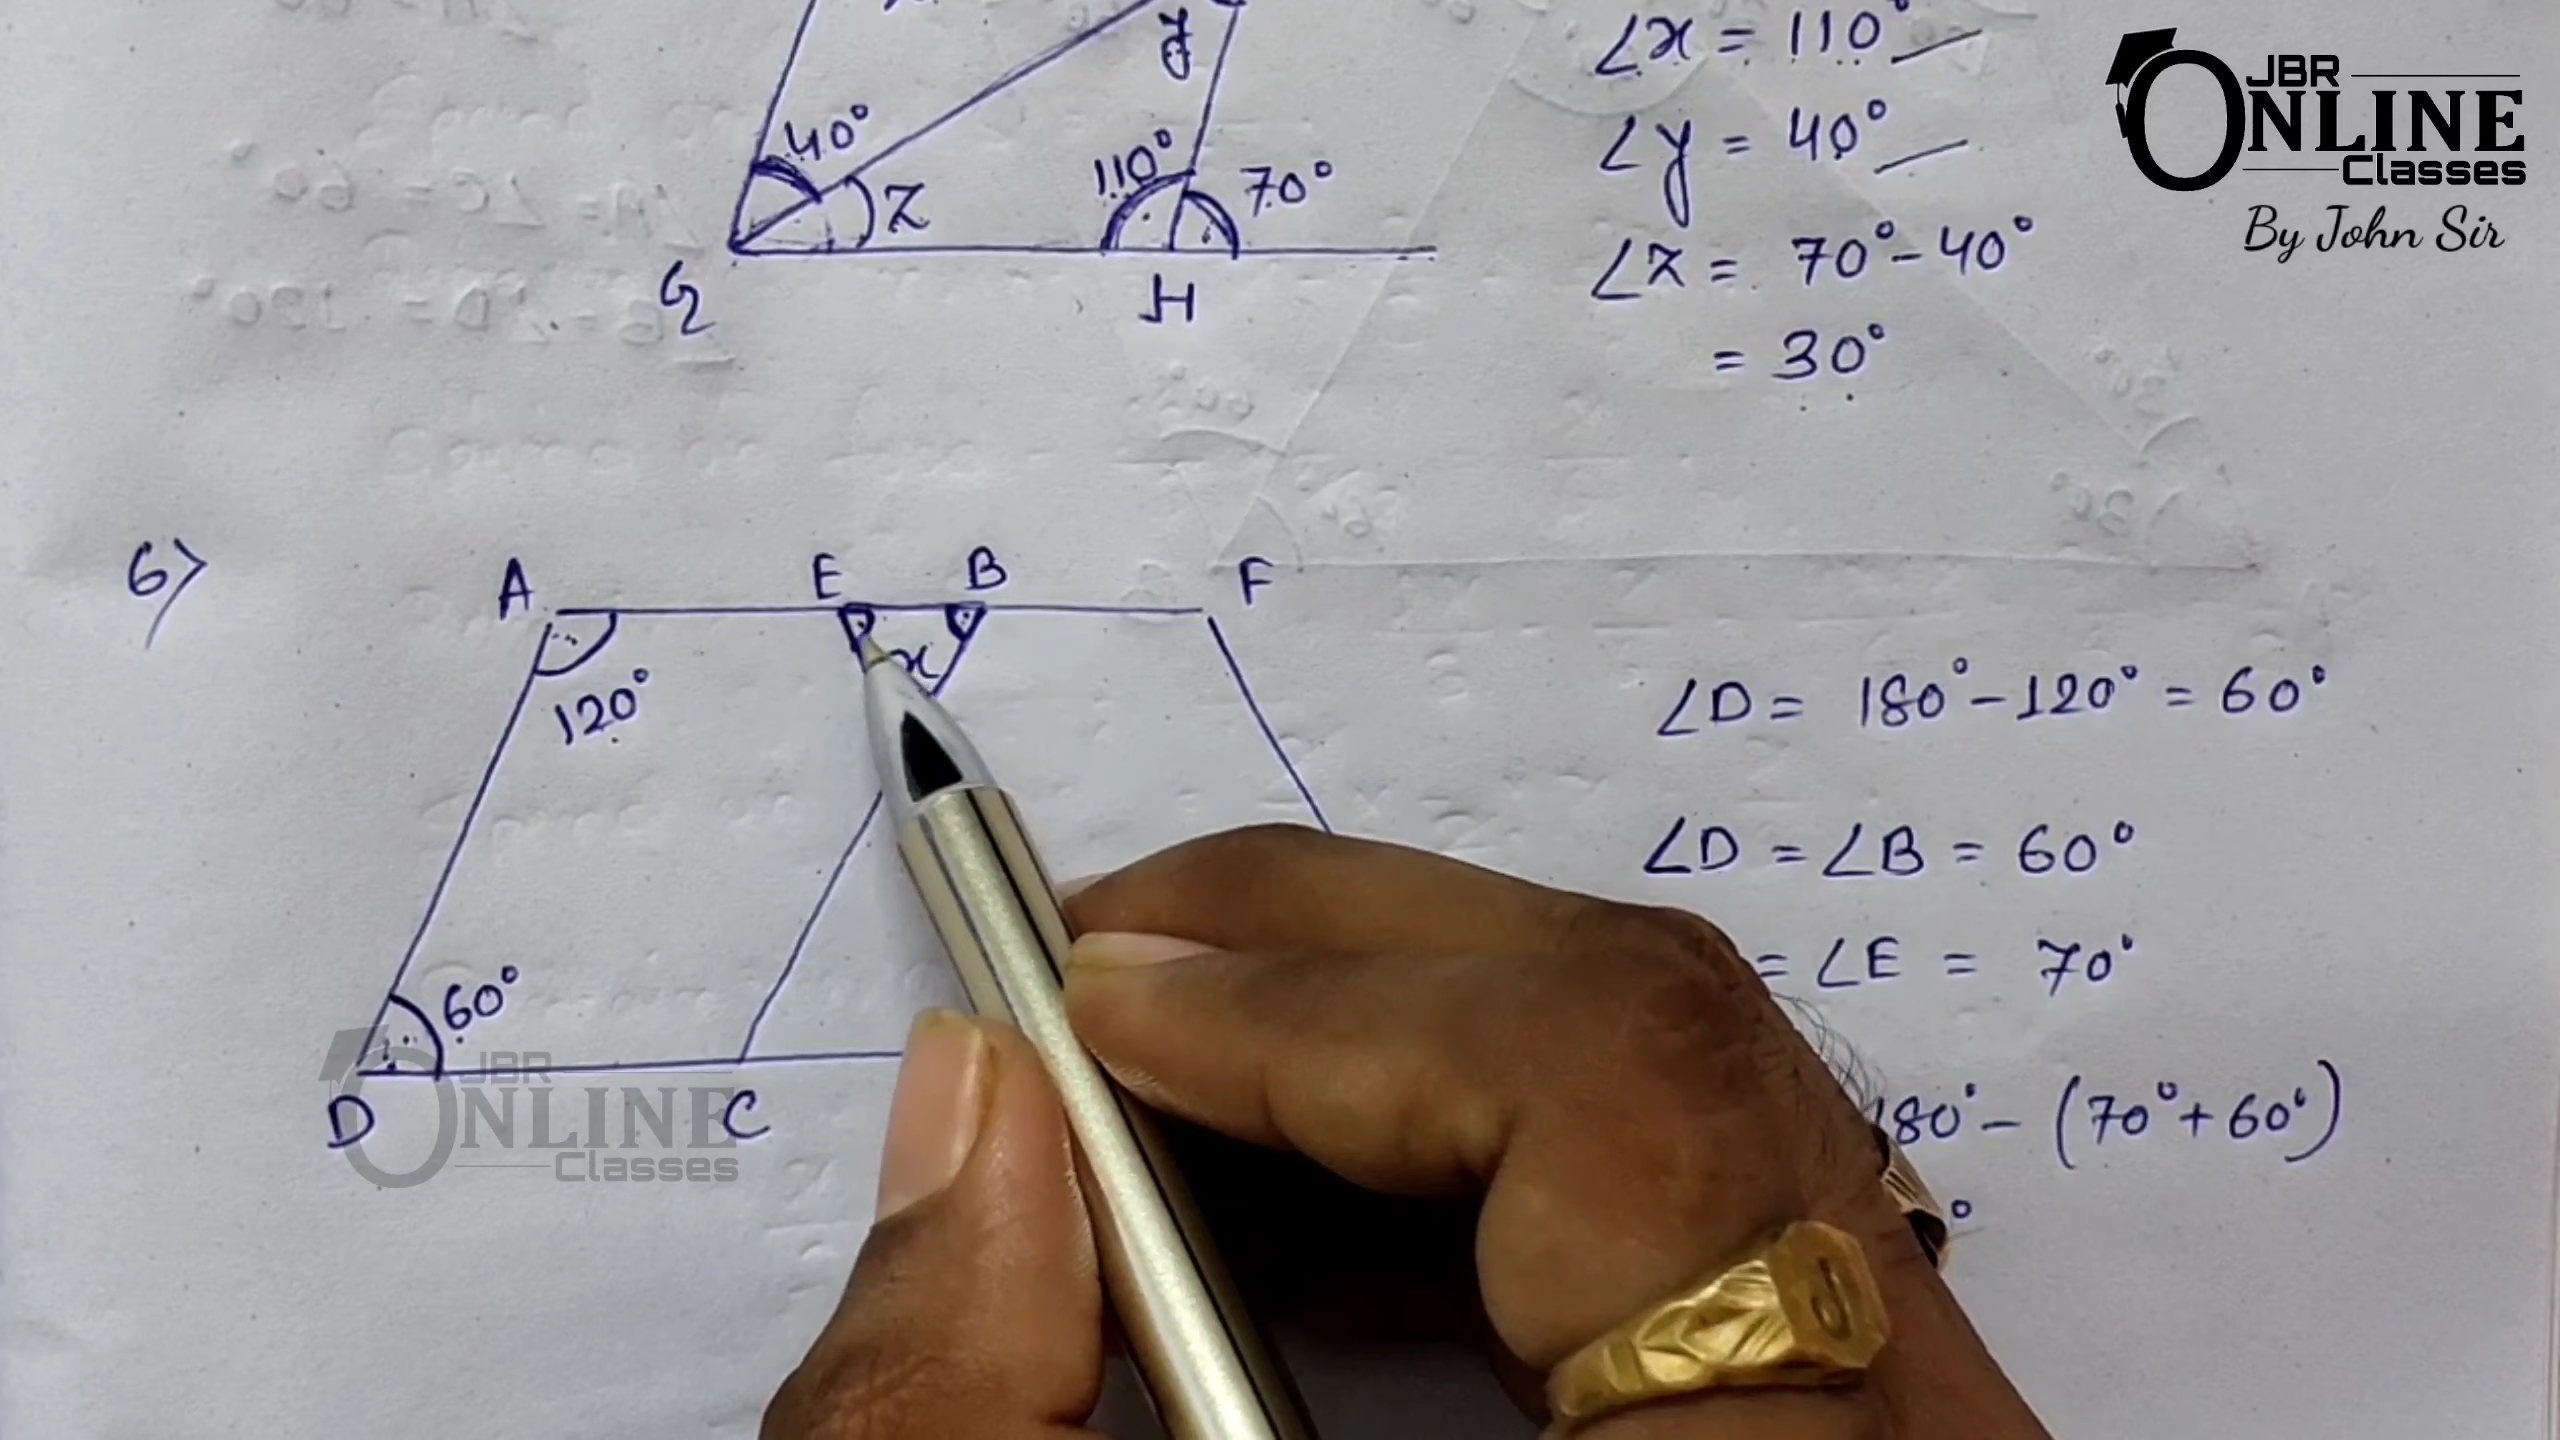 JBR
ONLINE
Classes
By John Sir
y
40°
z
110°
70°
G
H
∠x = 110°
∠y = 40°
∠z = 70° - 40°
= 30°
6)
A
E
B
F
120°
x
60°
D
C
∠D = 180° - 120° = 60°
∠D = ∠B = 60°
= ∠E = 70°
180° - (70° + 60°)
°
JBR
ONLINE
Classes